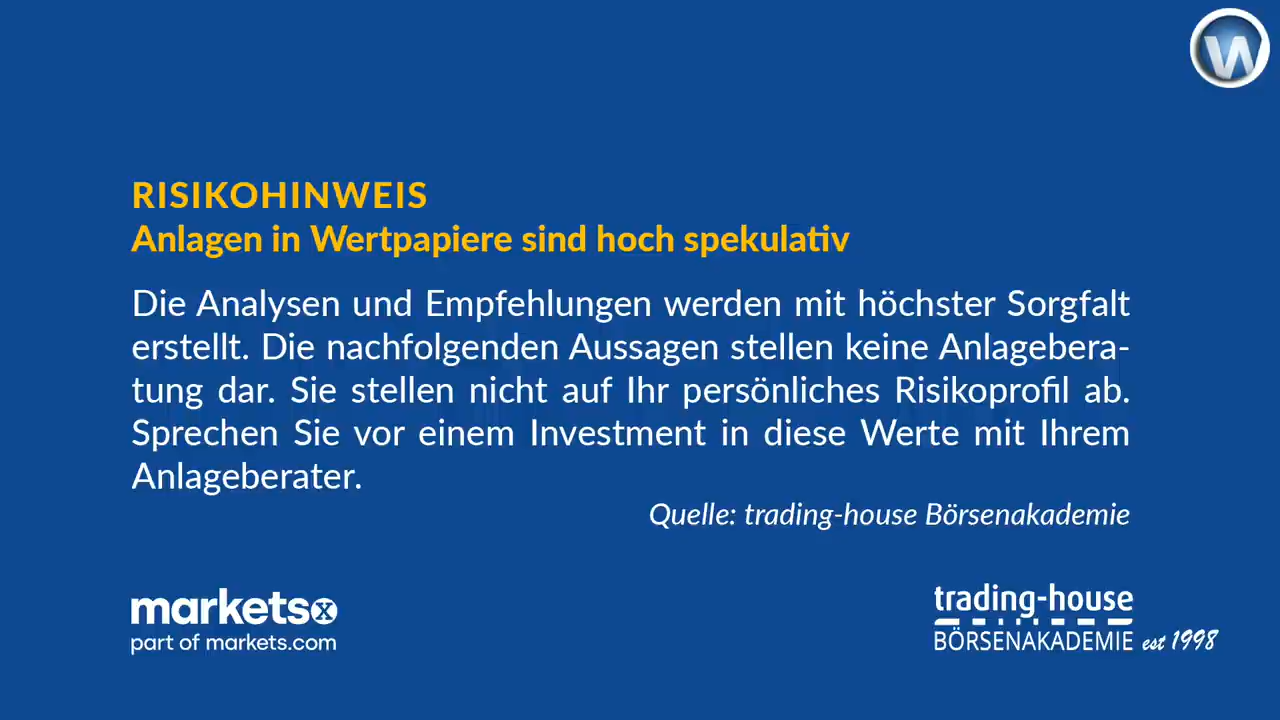 W
RISIKOHINWEIS
Anlagen in Wertpapiere sind hoch spekulativ
Die Analysen und Empfehlungen werden mit höchster Sorgfalt
erstellt. Die nachfolgenden Aussagen stellen keine Anlagebera-
tung dar. Sie stellen nicht auf Ihr persönliches Risikoprofil ab.
Sprechen Sie vor einem Investment in diese Werte mit Ihrem
Anlageberater.
Quelle: trading-house Börsenakademie
marketsx
part of markets.com
trading-house
BÖRSENAKADEMIE est 1998